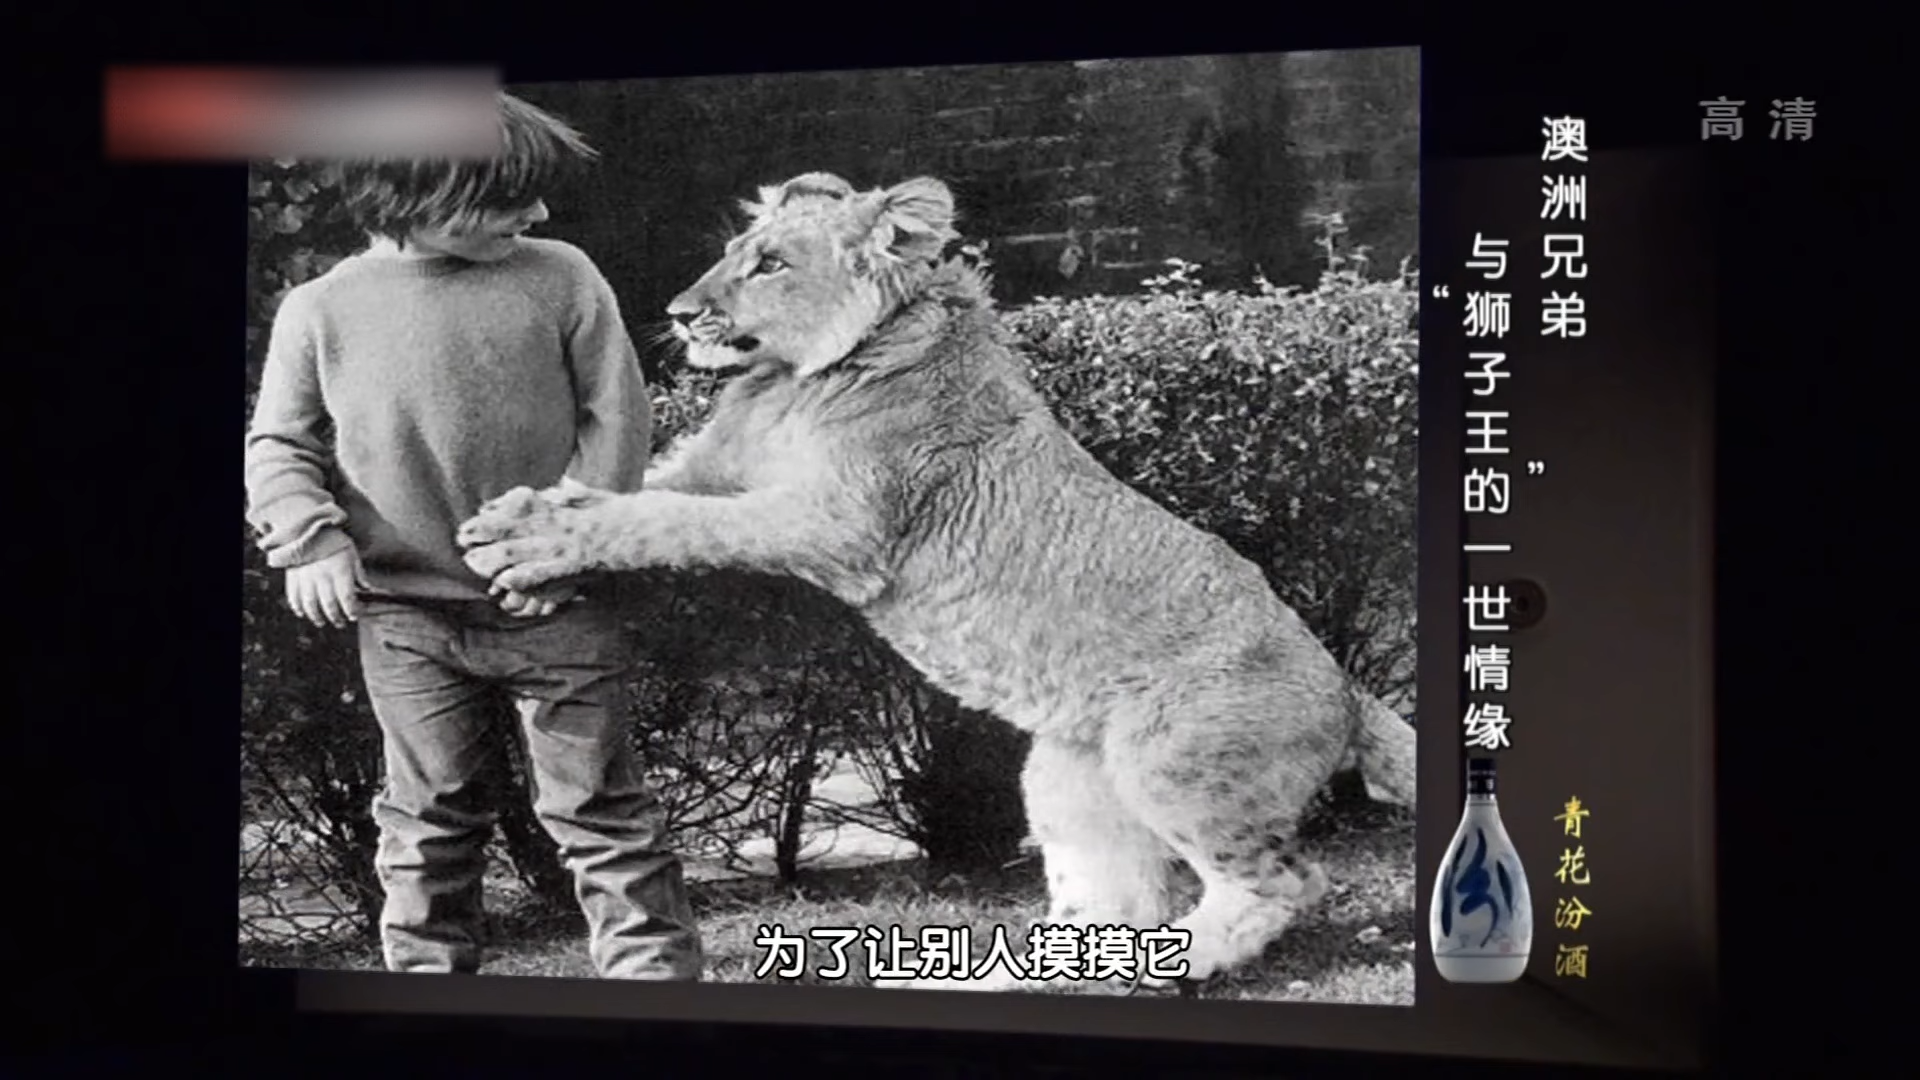 高清
澳洲兄弟
与“狮子王”的一世情缘
青花汾酒
汾
为了让别人摸摸它